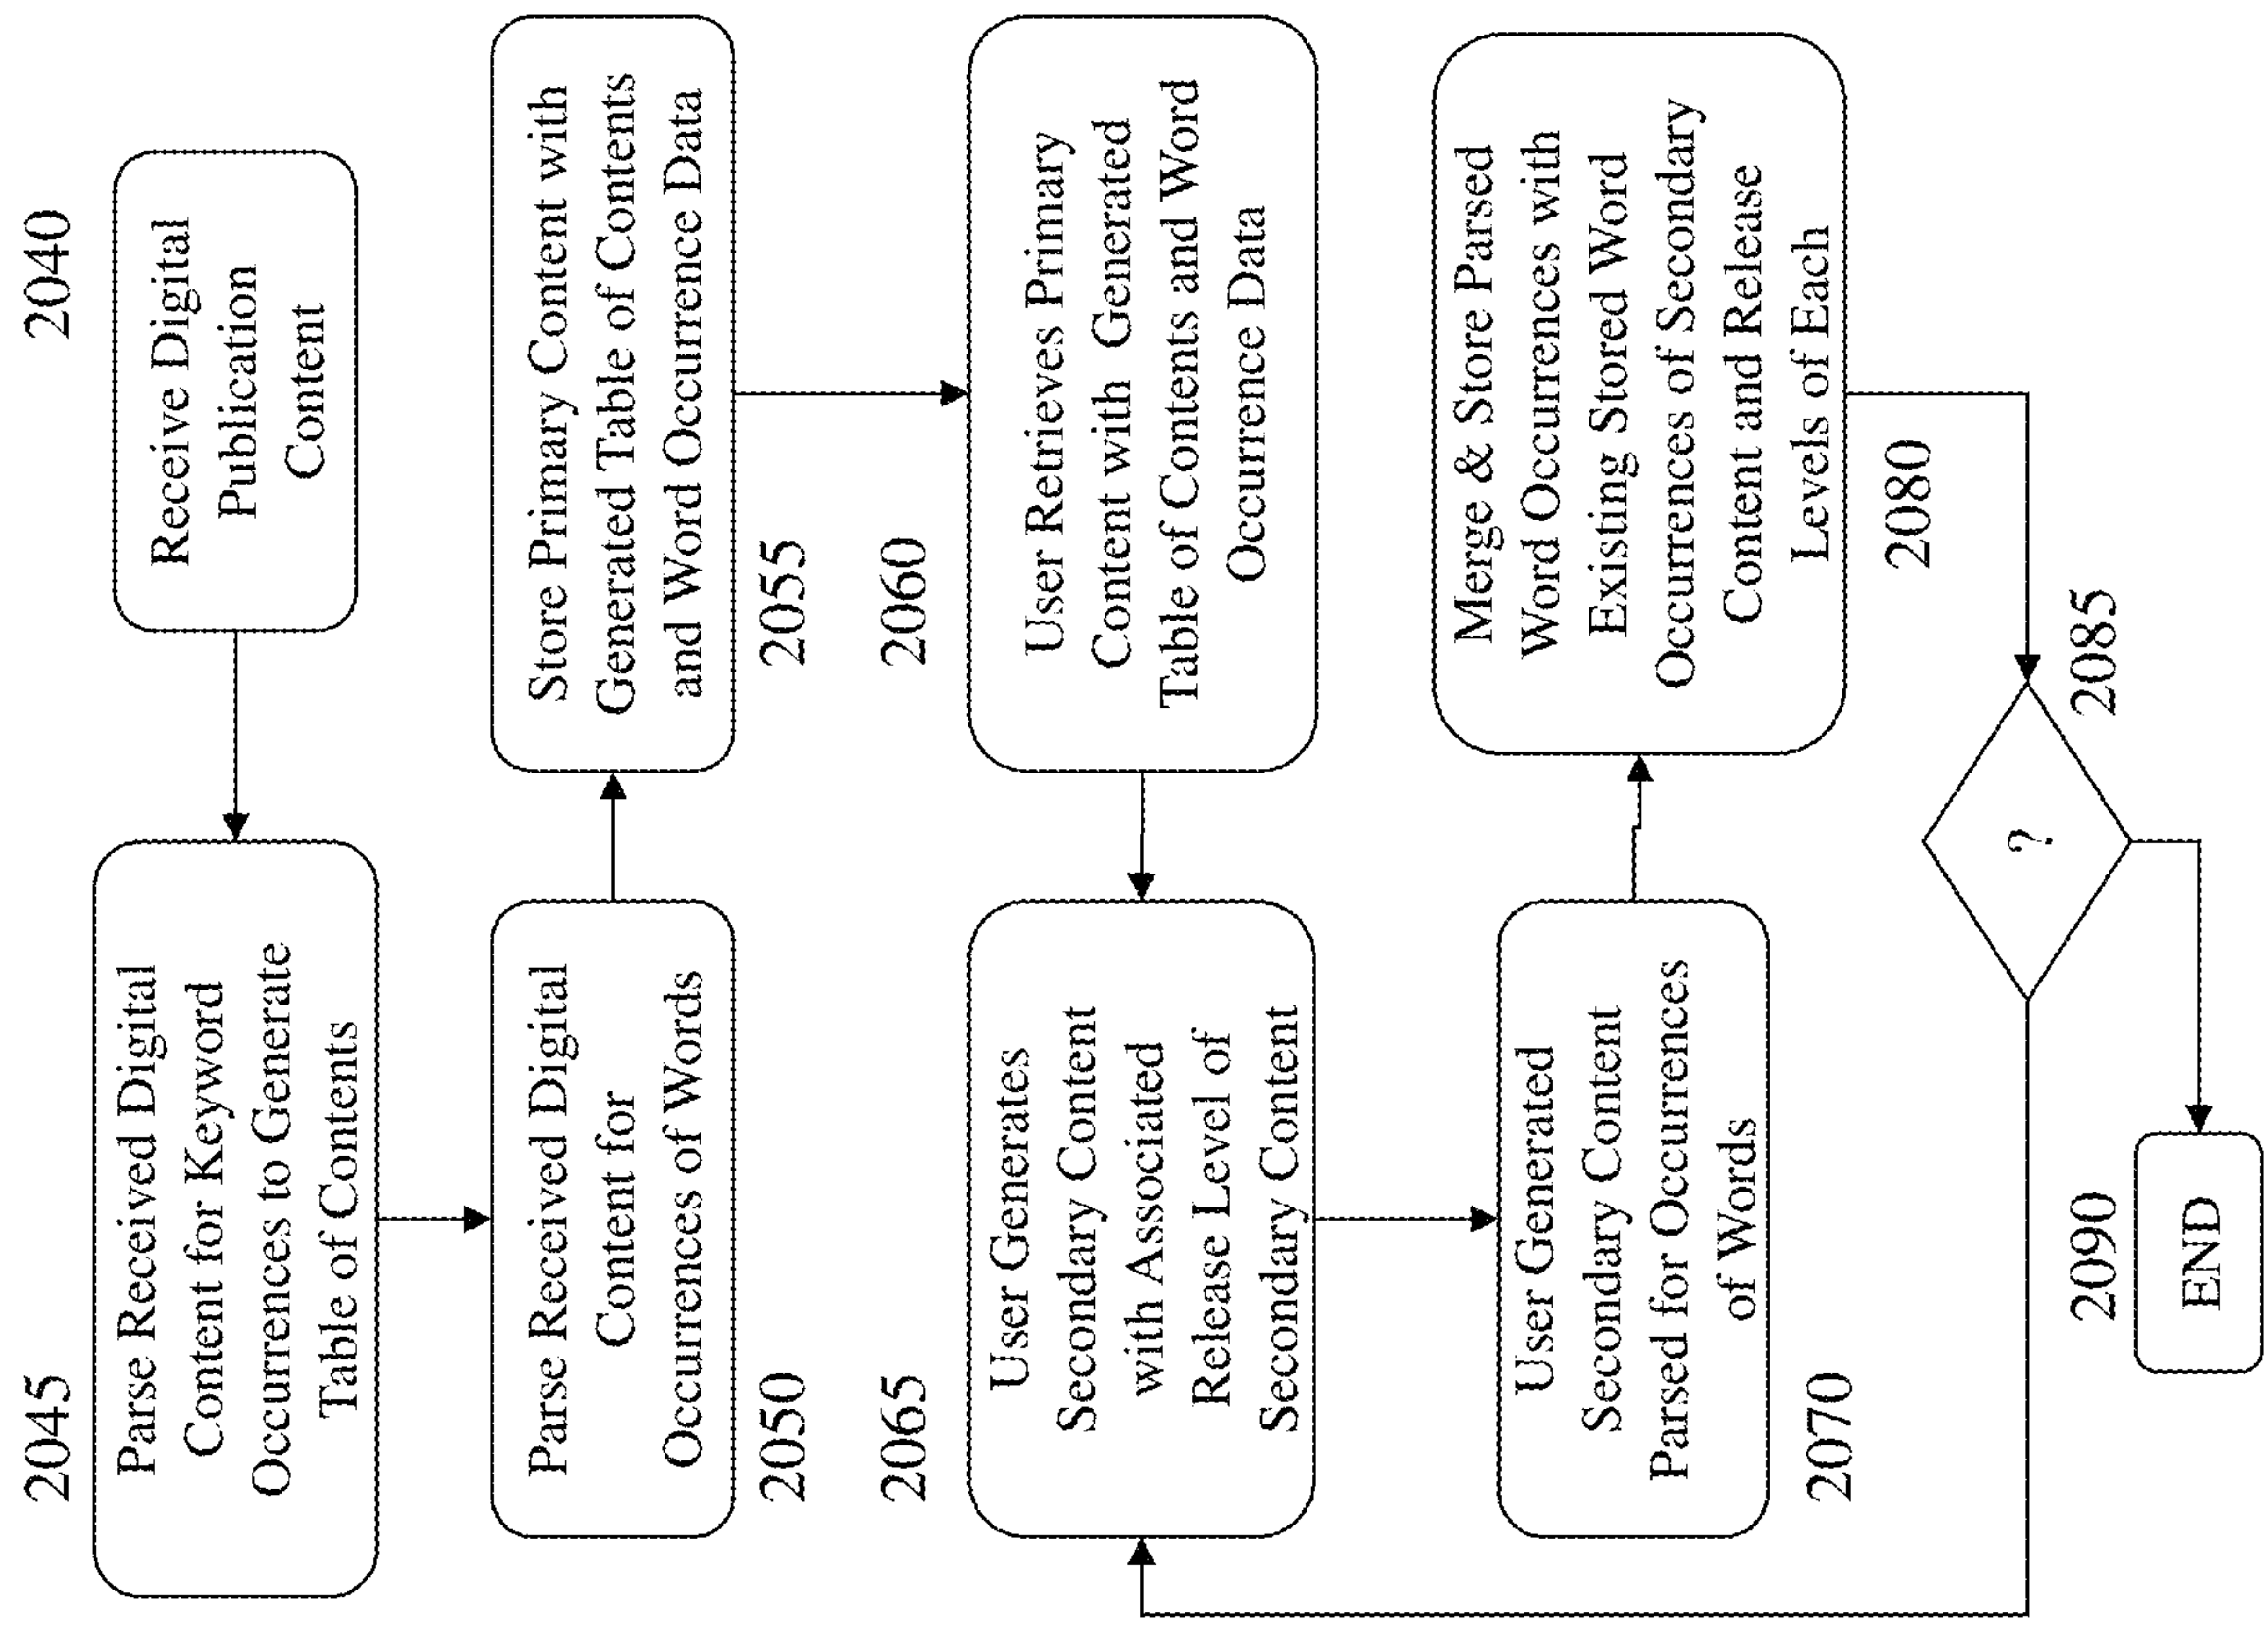 2040
Receive Digital
Publication
Content
2045
Parse Received Digital
Content for Keyword
Occurrences to Generate
Table of Contents
Parse Received Digital
Content for
Occurrences of Words
2050
Store Primary Content with
Generated Table of Contents
and Word Occurrence Data
2055
2060
User Retrieves Primary
Content with Generated
Table of Contents and Word
Occurrence Data
2065
User Generates
Secondary Content
with Associated
Release Level of
Secondary Content
User Generated
Secondary Content
Parsed for Occurrences
of Words
2070
Merge & Store Parsed
Word Occurrences with
Existing Stored Word
Occurrences of Secondary
Content and Release
Levels of Each
2080
2085
?
2090
END